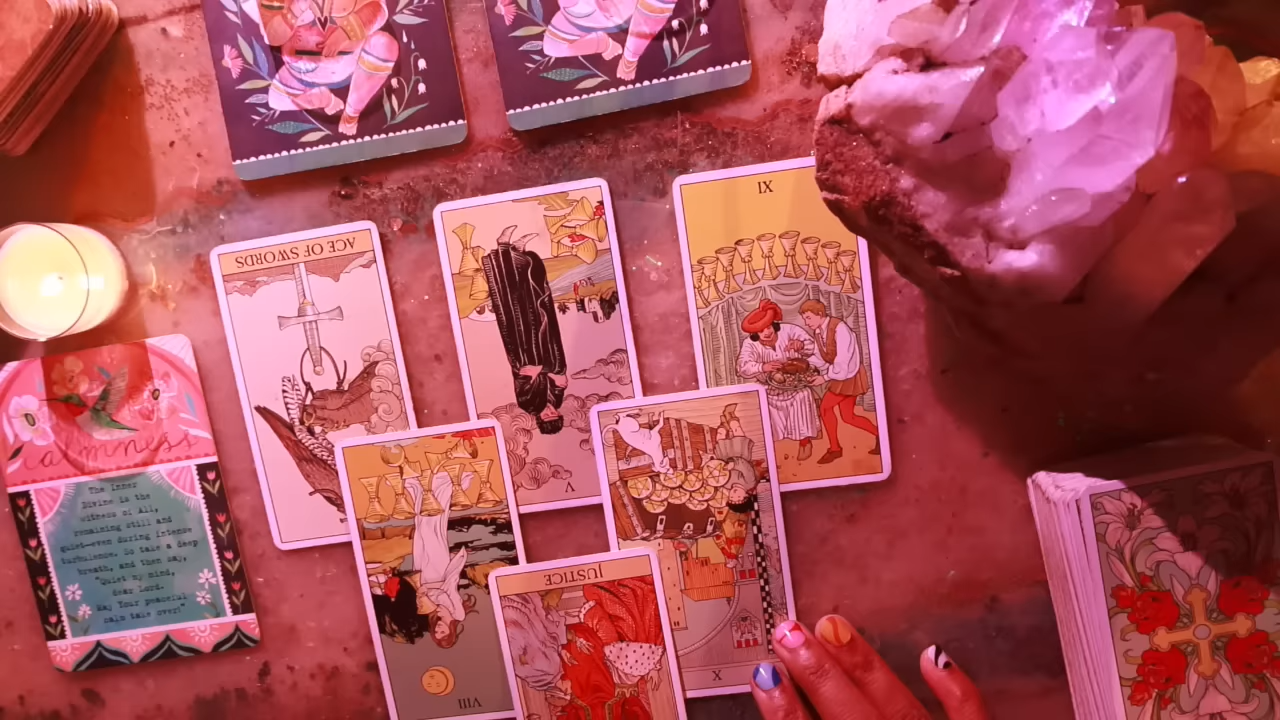 IX
ACE OF SWORDS
calmness
The Inner
Divine is the
witness of All,
remaining still and
quiet—even during intense
turbulence. So take a deep
breath, and then say,
"Quiet my mind,
dear Lord.
May Your peaceful
calm take over!"
V
JUSTICE
X
VIII